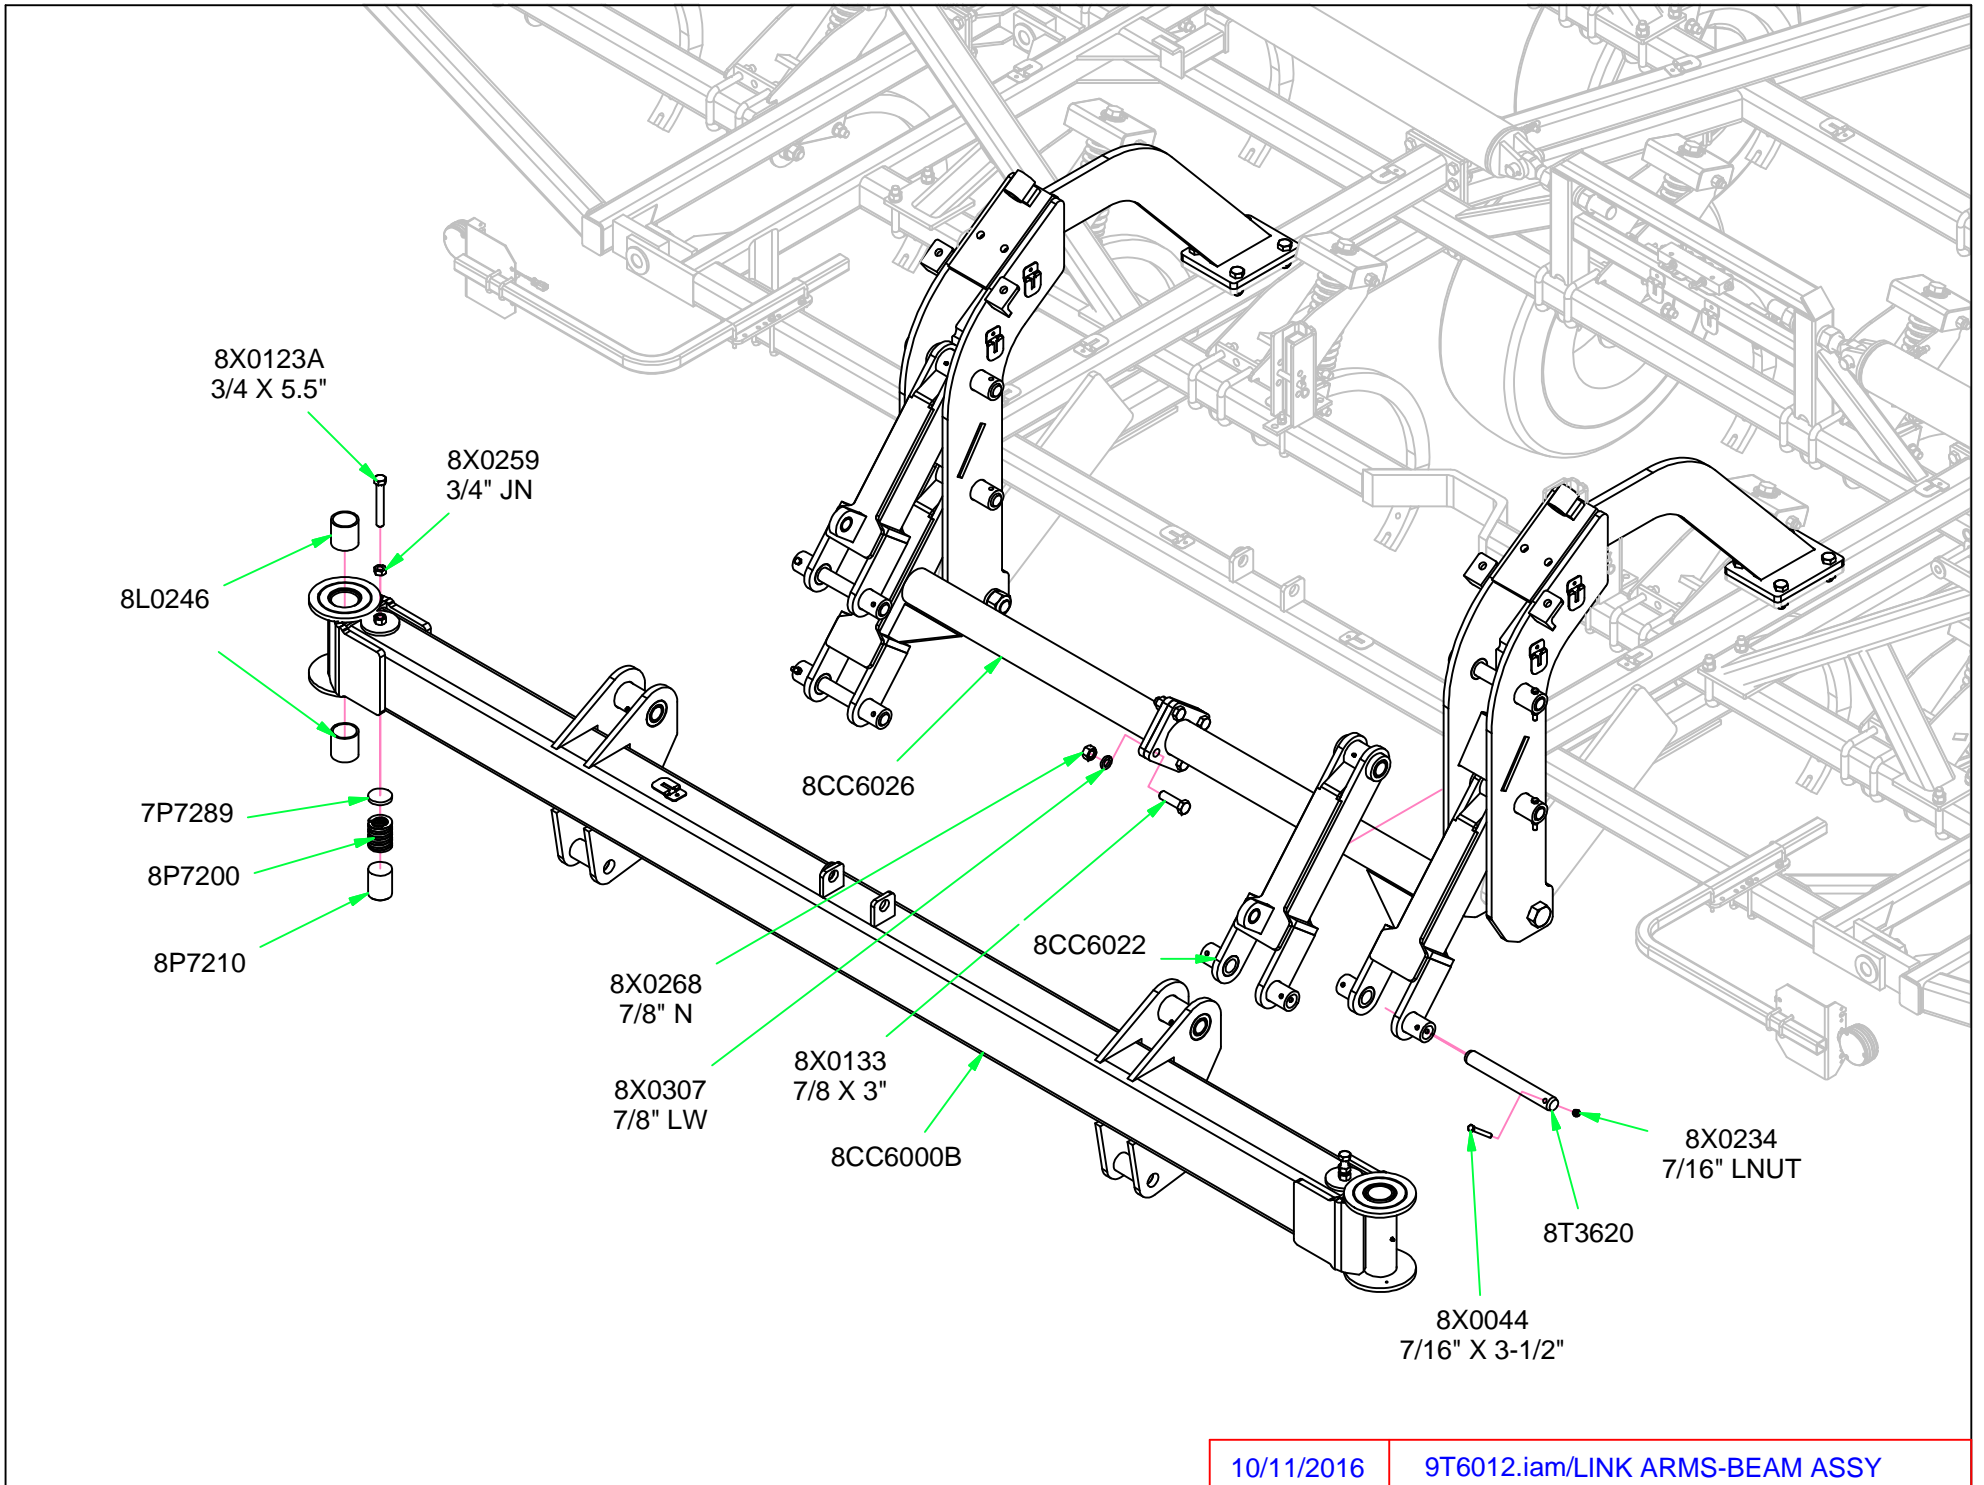 8X0123A
3/4 X 5.5"
8X0259
3/4" JN
8L0246
7P7289
8P7200
8P7210
8CC6026
8X0268
7/8" N
8X0307
7/8" LW
8X0133
7/8 X 3"
8CC6022
8CC6000B
8X0234
7/16" LNUT
8T3620
8X0044
7/16" X 3-1/2"
10/11/2016
9T6012.iam/LINK ARMS-BEAM ASSY